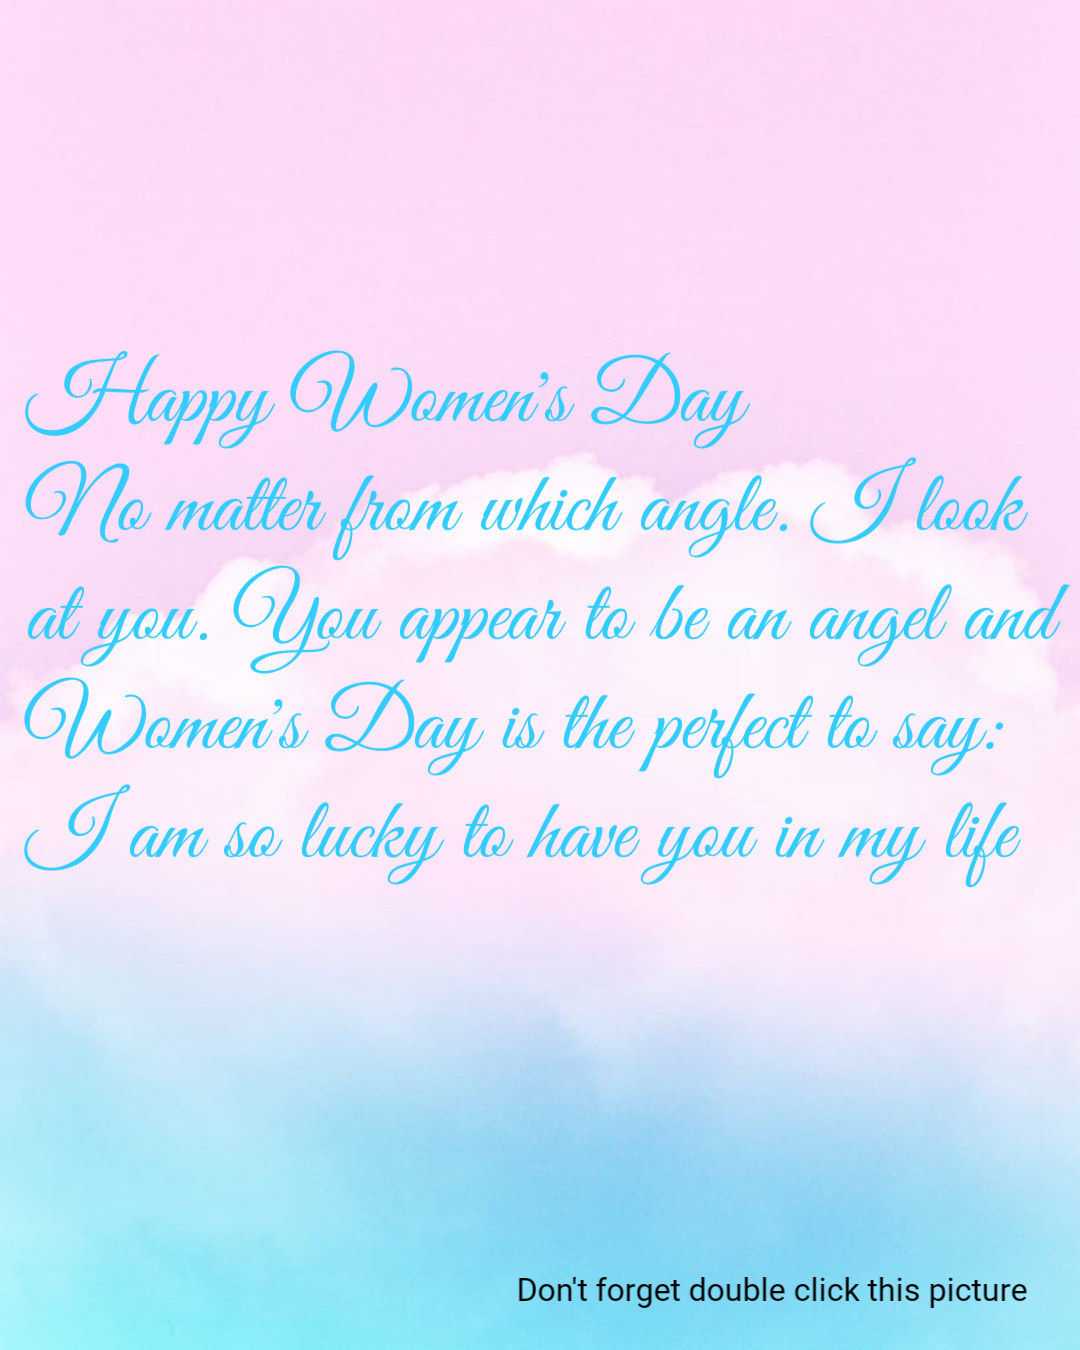 Happy Women's Day
No matter from which angle. I look
at you. You appear to be an angel and
Women's Day is the perfect to say:
I am so lucky to have you in my life
Don't forget double click this picture